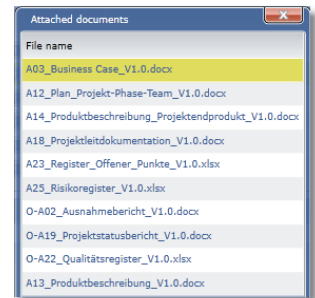 Attached documents
File name
A03_Business Case_V1.0.docx
A12_Plan_Projekt-Phase-Team_V1.0.docx
A14_Produktbeschreibung_Projektendprodukt_V1.0.docx
A18_Projektleitdokumentation_V1.0.docx
A23_Register_Offener_Punkte_V1.0.xlsx
A25_Risikoregister_V1.0.xlsx
O-A02_Ausnahmebericht_V1.0.docx
O-A19_Projektstatusbericht_V1.0.docx
O-A22_Qualitätsregister_V1.0.xlsx
A13_Produktbeschreibung_V1.0.docx